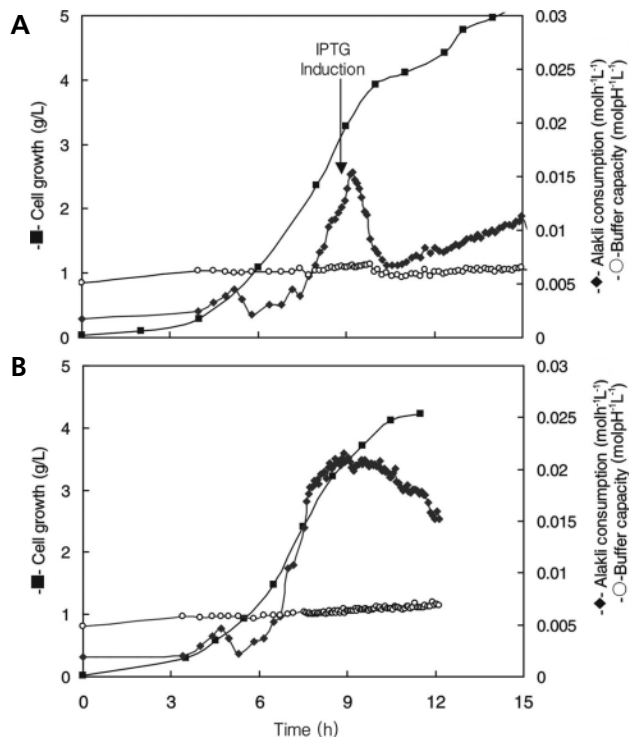 A
IPTG
Induction
-■- Cell growth (g/L)
5
4
3
2
1
0
0.03
0.025
0.02
0.015
0.01
0.005
0
-◆- Alakli consumption (molh⁻¹L⁻¹)
-○-Buffer capacity (molpH⁻¹L⁻¹)
B
-■- Cell growth (g/L)
5
4
3
2
1
0
0.03
0.025
0.02
0.015
0.01
0.005
0
-◆- Alakli consumption (molh⁻¹L⁻¹)
-○-Buffer capacity (molpH⁻¹L⁻¹)
0 3 6 9 12 15
Time (h)